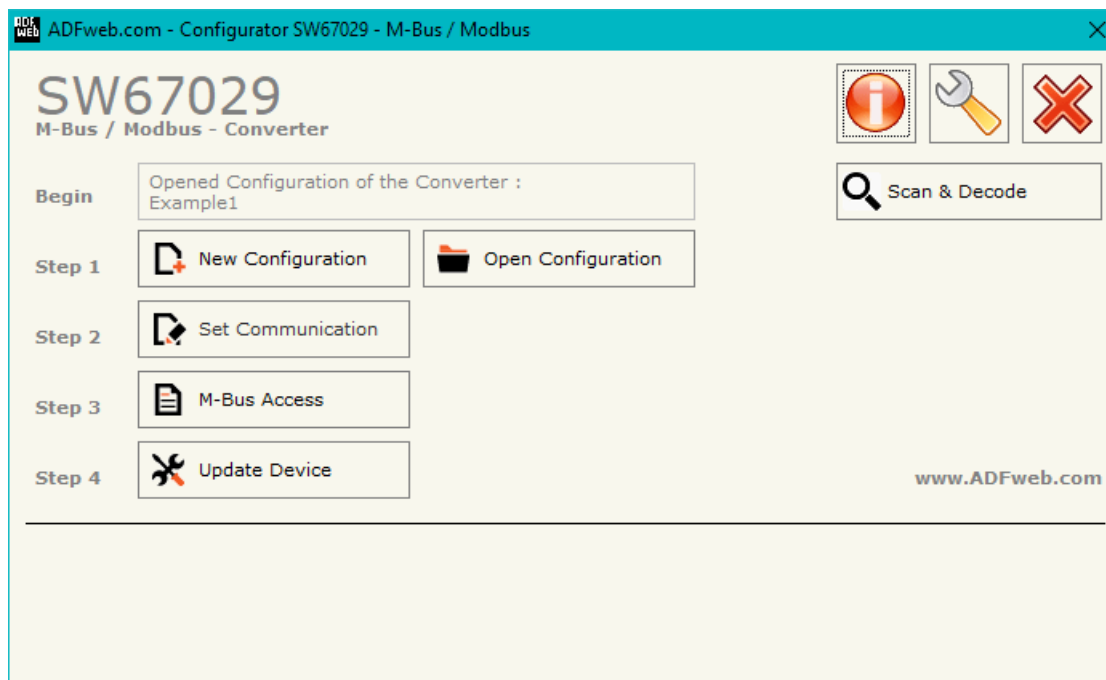 ADF WEB ADFweb.com - Configurator SW67029 - M-Bus / Modbus
SW67029
M-Bus / Modbus - Converter
Begin
Opened Configuration of the Converter :
Example1
Scan & Decode
Step 1
New Configuration
Open Configuration
Step 2
Set Communication
Step 3
M-Bus Access
Step 4
Update Device
www.ADFweb.com